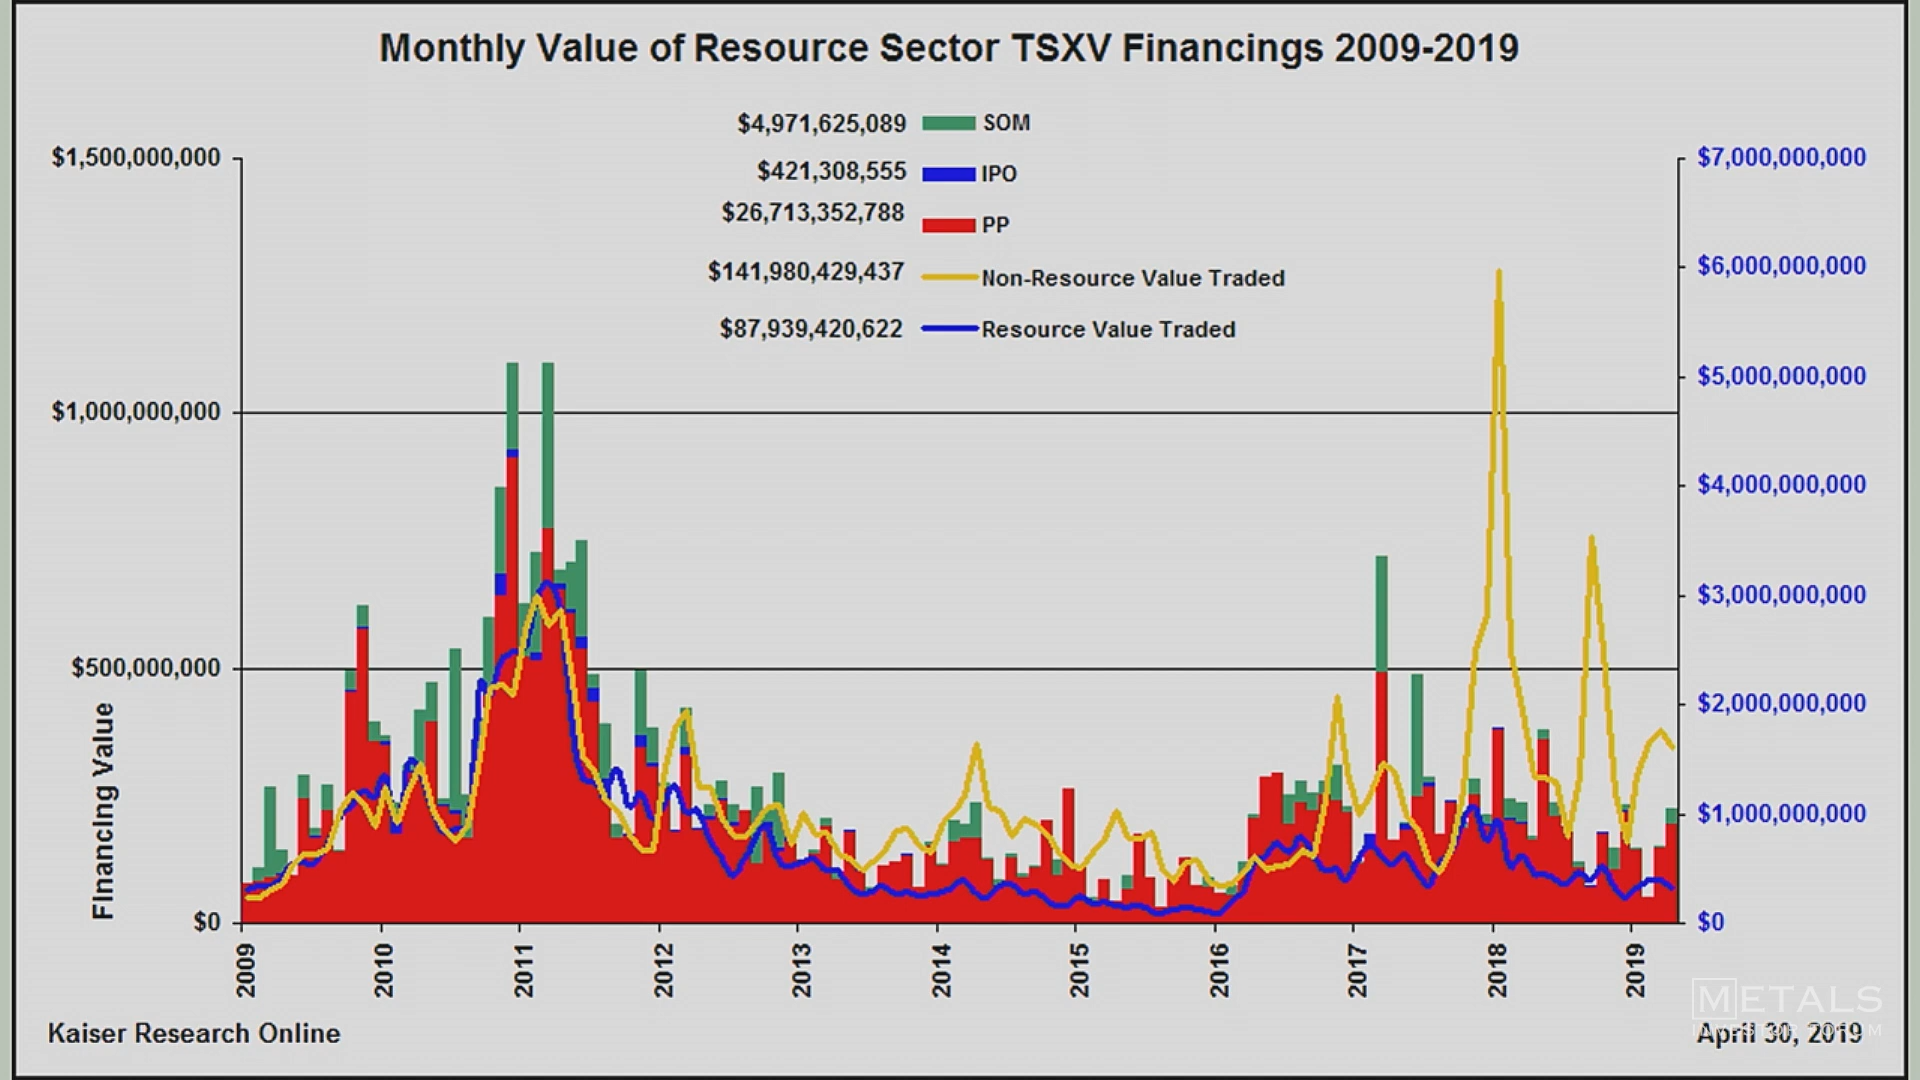 Monthly Value of Resource Sector TSXV Financings 2009-2019
$4,971,625,089 SOM
$421,308,555 IPO
$26,713,352,788 PP
$141,980,429,437 Non-Resource Value Traded
$87,939,420,622 Resource Value Traded
$1,500,000,000
$1,000,000,000
$500,000,000
$0
Financing Value
$7,000,000,000
$6,000,000,000
$5,000,000,000
$4,000,000,000
$3,000,000,000
$2,000,000,000
$1,000,000,000
$0
2009 2010 2011 2012 2013 2014 2015 2016 2017 2018 2019
METALS
Kaiser Research Online
April 30, 2019